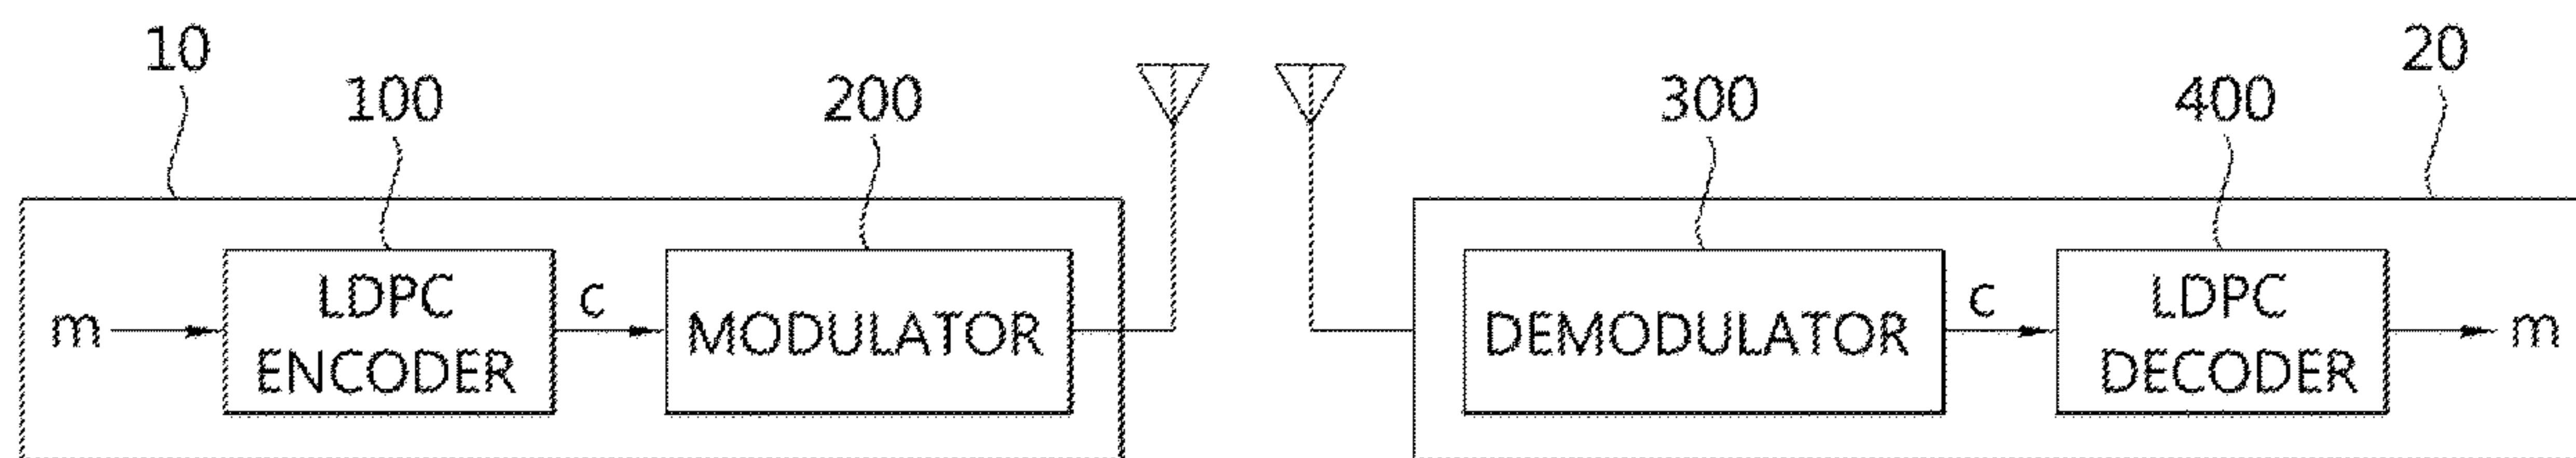 10
20
100
200
300
400
m
LDPC
ENCODER
c
MODULATOR
DEMODULATOR
c
LDPC
DECODER
m